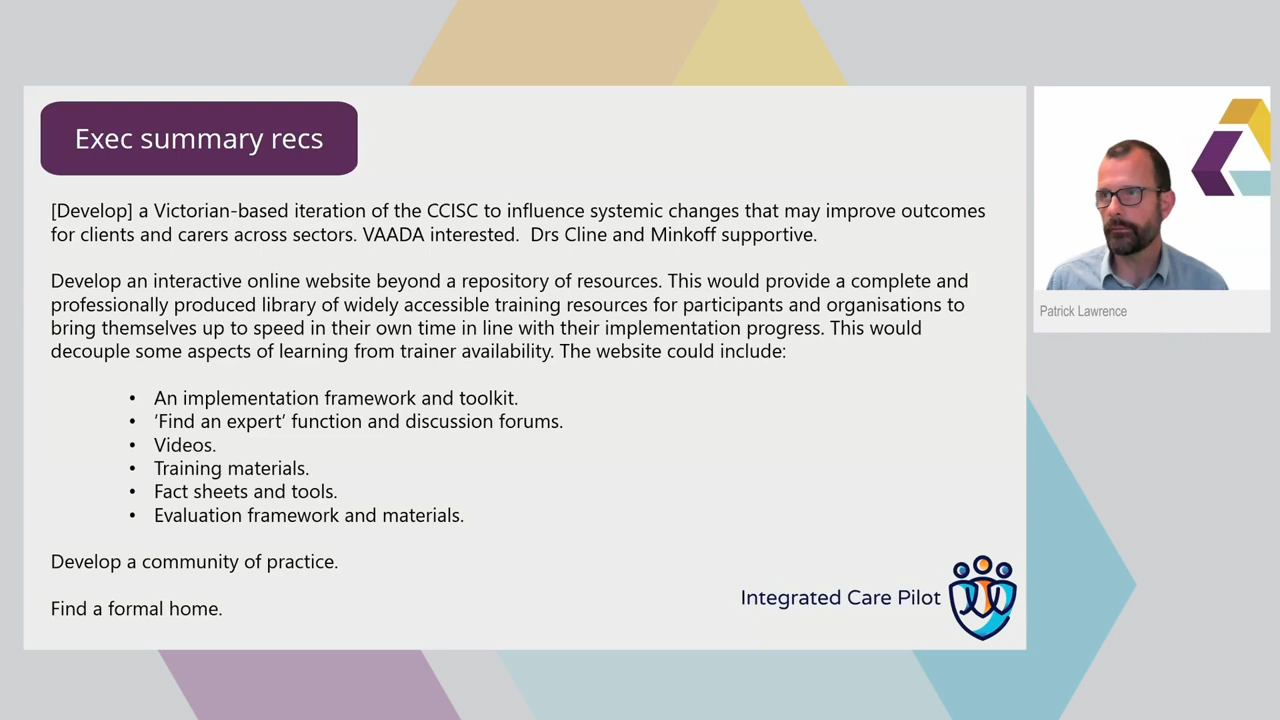 Exec summary recs
[Develop] a Victorian-based iteration of the CCISC to influence systemic changes that may improve outcomes
for clients and carers across sectors. VAADA interested.  Drs Cline and Minkoff supportive.
Develop an interactive online website beyond a repository of resources. This would provide a complete and
professionally produced library of widely accessible training resources for participants and organisations to
bring themselves up to speed in their own time in line with their implementation progress. This would
decouple some aspects of learning from trainer availability. The website could include:
• An implementation framework and toolkit.
• ‘Find an expert’ function and discussion forums.
• Videos.
• Training materials.
• Fact sheets and tools.
• Evaluation framework and materials.
Develop a community of practice.
Find a formal home.
Integrated Care Pilot
Patrick Lawrence